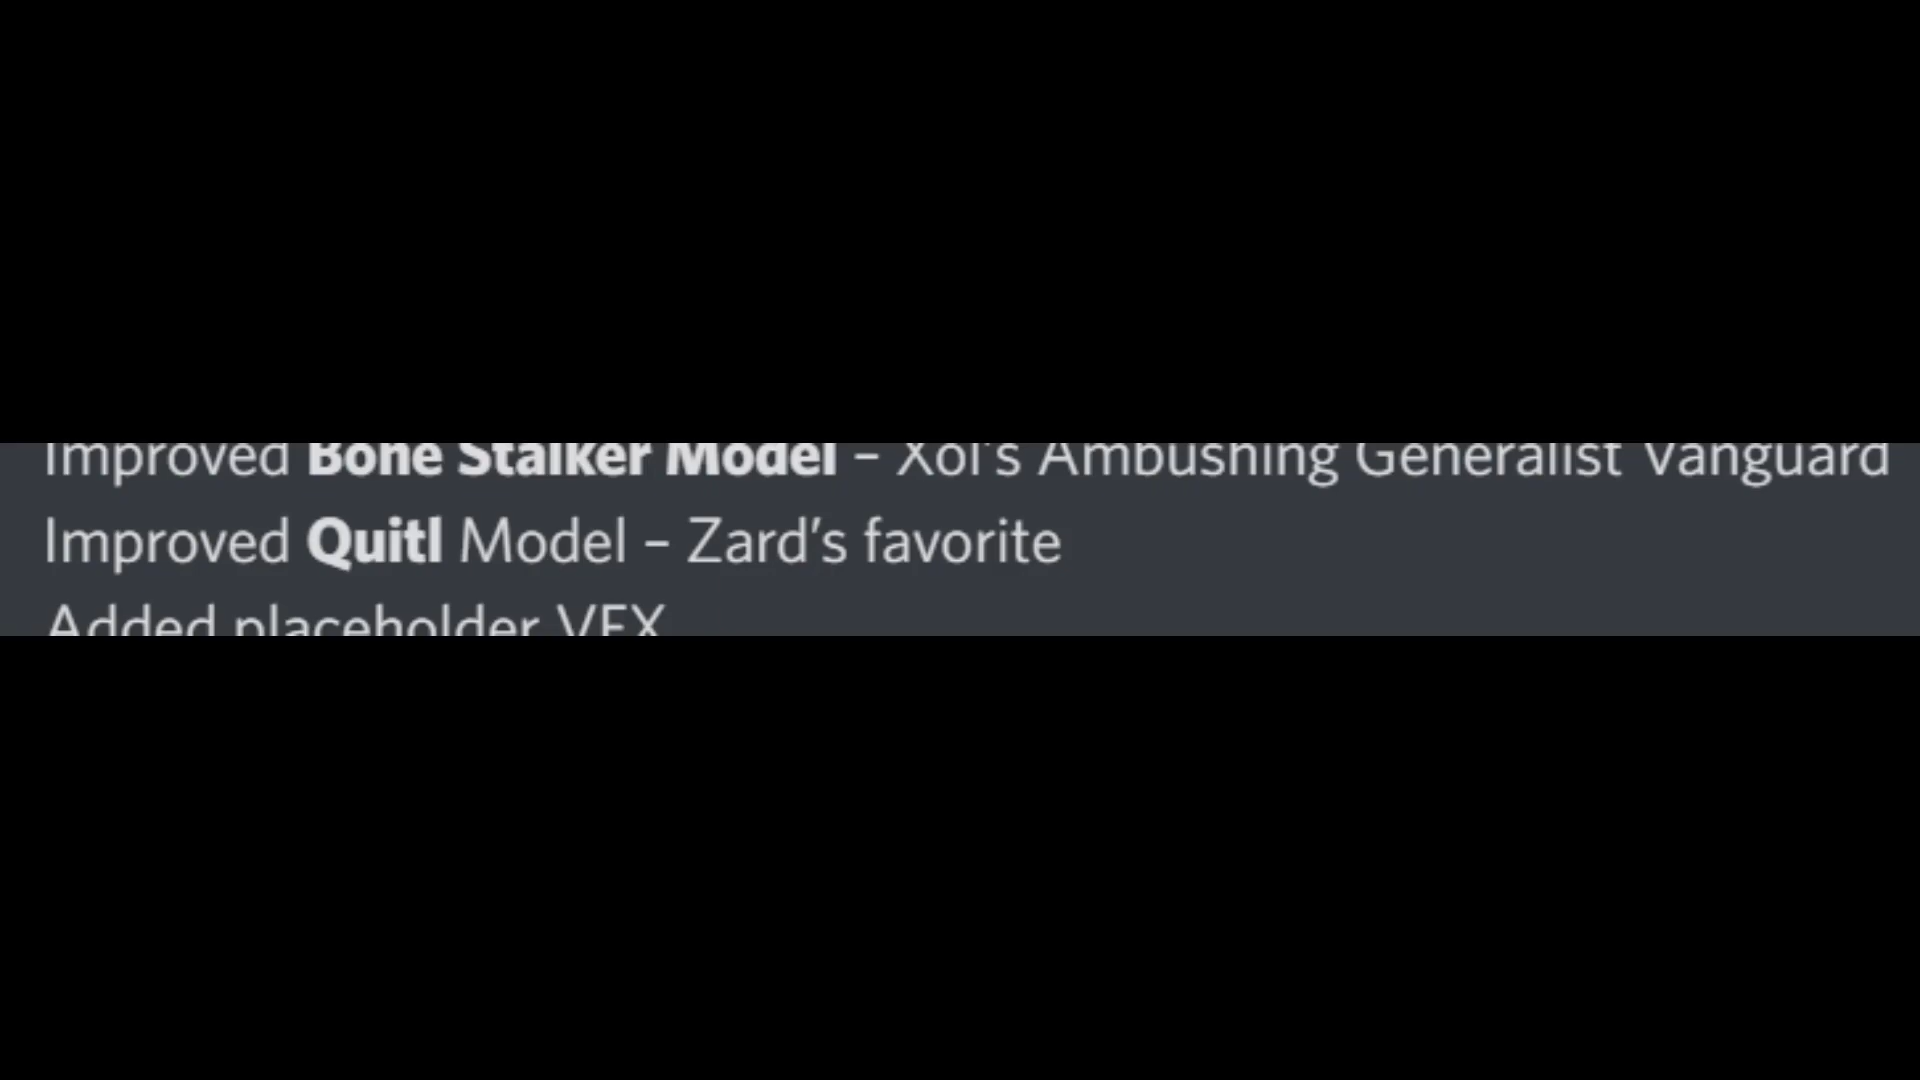 Improved Bone Stalker Model – Xol's Ambushing Generalist Vanguard
Improved Quitl Model – Zard’s favorite
Added placeholder VFX